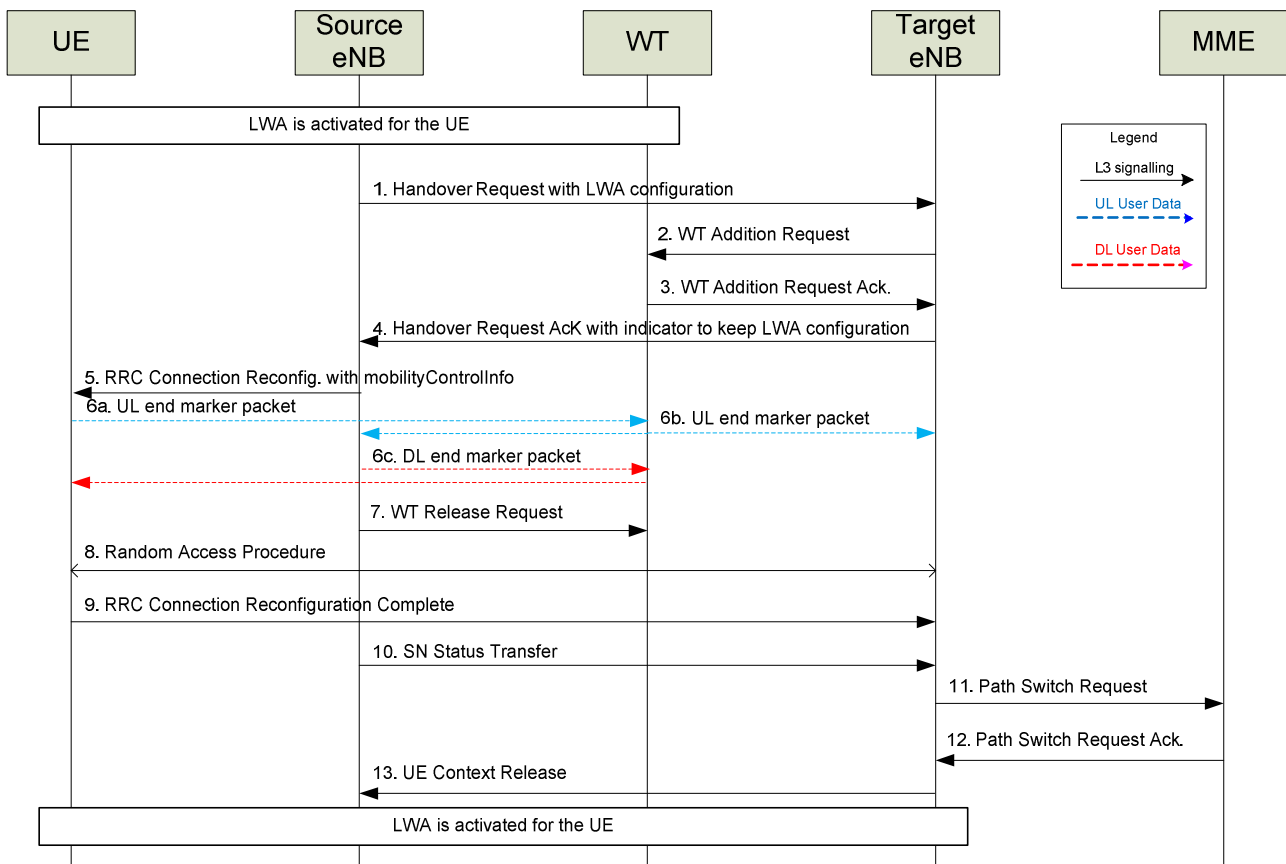 UE
Source
eNB
WT
Target
eNB
MME
LWA is activated for the UE
Legend
L3 signalling
UL User Data
DL User Data
1. Handover Request with LWA configuration
2. WT Addition Request
3. WT Addition Request Ack.
4. Handover Request AcK with indicator to keep LWA configuration
5. RRC Connection Reconfig. with mobilityControlInfo
6a. UL end marker packet
6b. UL end marker packet
6c. DL end marker packet
7. WT Release Request
8. Random Access Procedure
9. RRC Connection Reconfiguration Complete
10. SN Status Transfer
11. Path Switch Request
12. Path Switch Request Ack.
13. UE Context Release
LWA is activated for the UE